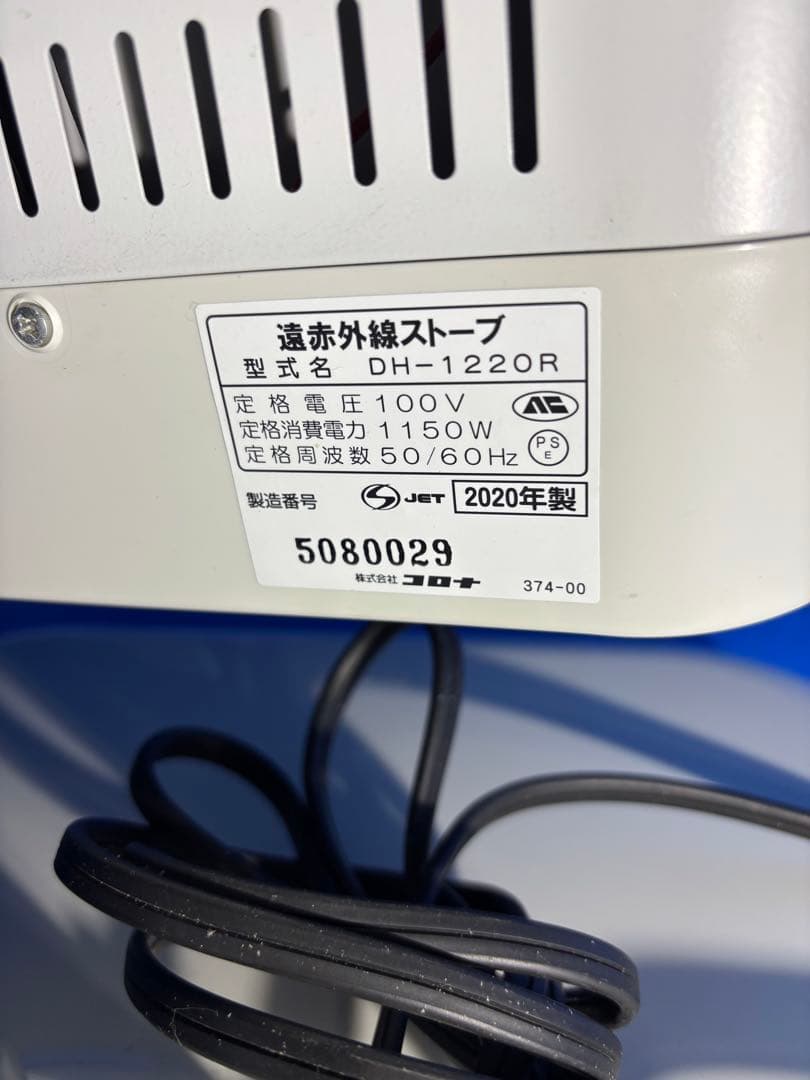 遠赤外線ストーブ
型式名 DH-1220R
定格電圧 100V
定格消費電力 1150W
定格周波数 50/60Hz
PS
E
製造番号 S JET 2020年製
5080029
株式会社 コロナ 374-00